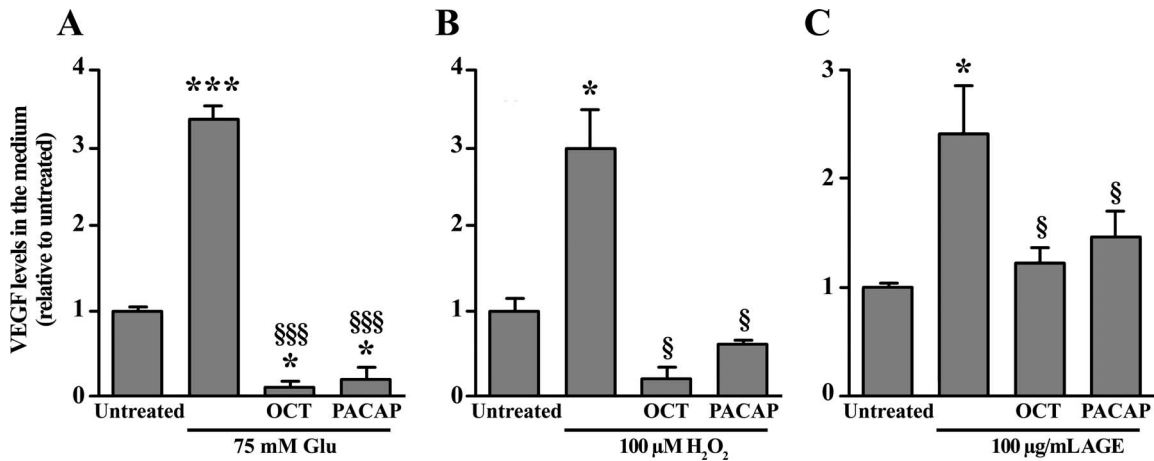 A
B
C
VEGF levels in the medium
(relative to untreated)
4
3
2
1
0
***
§§§
*
§§§
*
Untreated
OCT
PACAP
75 mM Glu
4
3
2
1
0
*
§
§
Untreated
OCT
PACAP
100 µM H₂O₂
3
2
1
0
*
§
§
Untreated
OCT
PACAP
100 µg/mLAGE